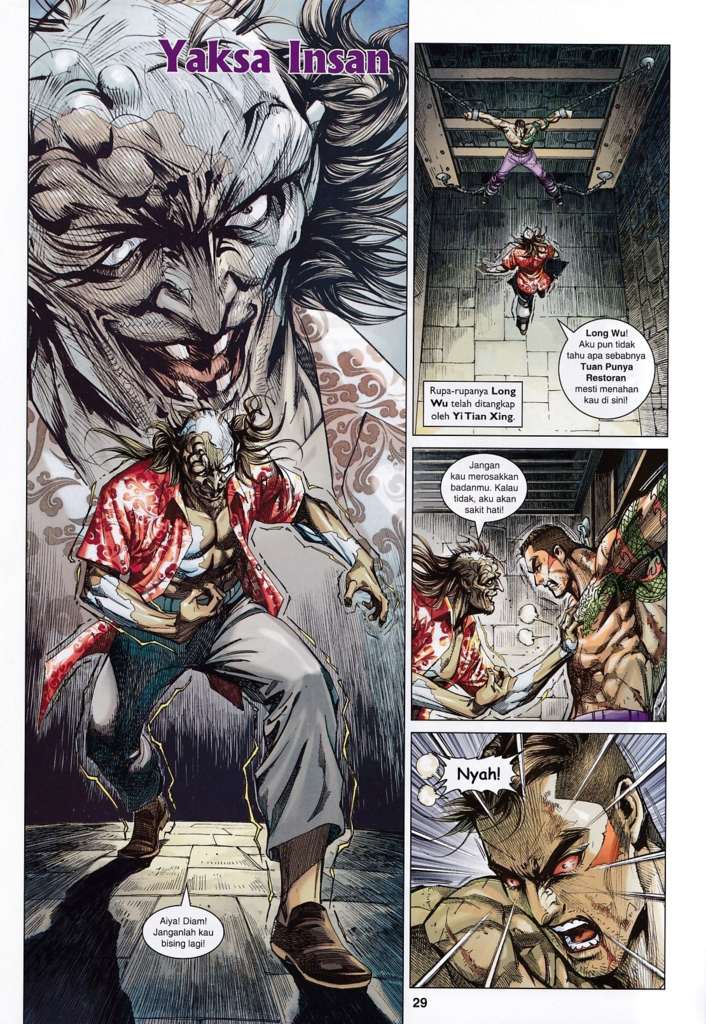 Yaksa Insan
Aiya! Diam!
Janganlah kau
bising lagi!
Long Wu!
Aku pun tidak
tahu apa sebabnya
Tuan Punya
Restoran
mesti menahan
kau di sini!
Rupa-rupanya Long
Wu telah ditangkap
oleh Yi Tian Xing.
Jangan
kau merosakkan
badanmu. Kalau
tidak, aku akan
sakit hati!
Nyah!
29